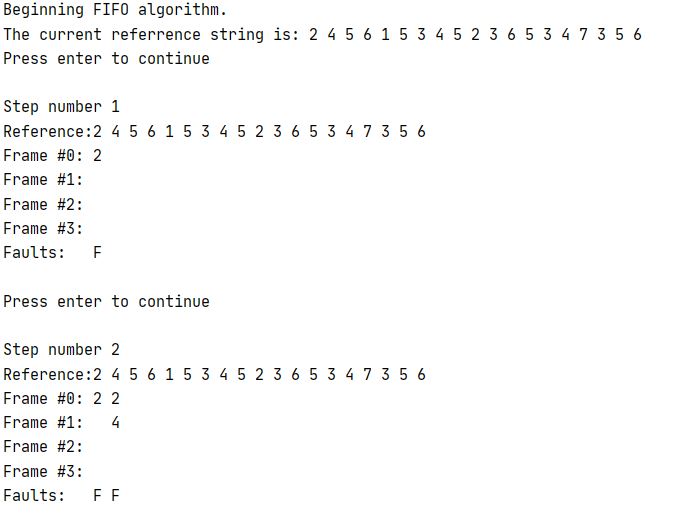 Beginning FIFO algorithm.
The current referrence string is: 2 4 5 6 1 5 3 4 5 2 3 6 5 3 4 7 3 5 6
Press enter to continue
Step number 1
Reference:2 4 5 6 1 5 3 4 5 2 3 6 5 3 4 7 3 5 6
Frame #0: 2
Frame #1:
Frame #2:
Frame #3:
Faults:   F
Press enter to continue
Step number 2
Reference:2 4 5 6 1 5 3 4 5 2 3 6 5 3 4 7 3 5 6
Frame #0: 2 2
Frame #1:   4
Frame #2:
Frame #3:
Faults:   F F